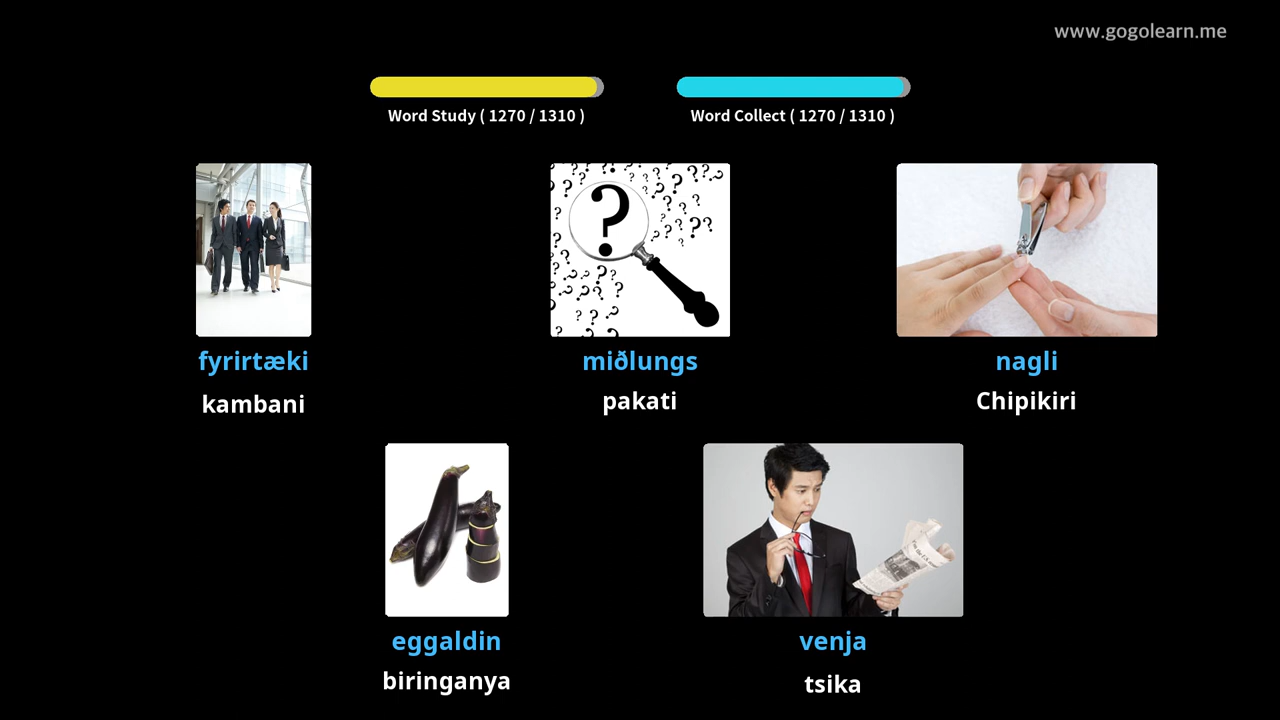 www.gogolearn.me
Word Study ( 1270 / 1310 )
Word Collect ( 1270 / 1310 )
fyrirtæki
kambani
miðlungs
pakati
nagli
Chipikiri
eggaldin
biringanya
venja
tsika